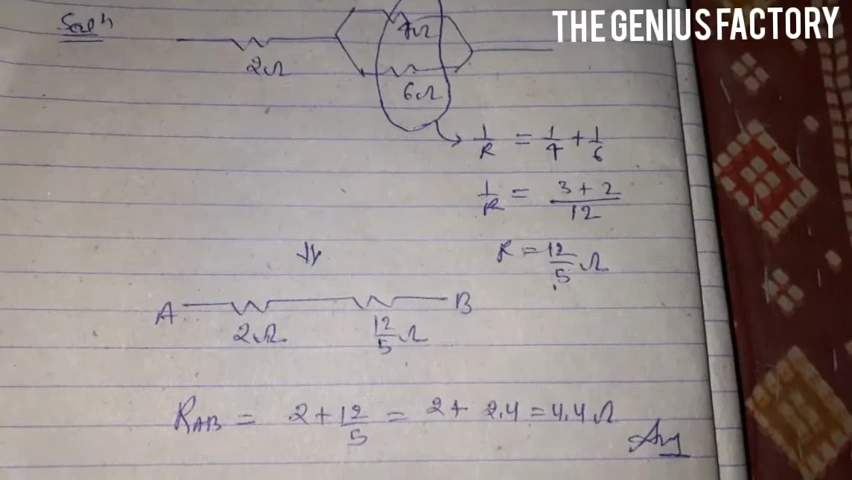 THE GENIUS FACTORY
Solⁿ
4Ω
2Ω
6Ω
1/R = 1/4 + 1/6
1/R = 3 + 2/12
R = 12/5 Ω
A B
2Ω 12/5 Ω
R_AB = 2 + 12/5 = 2 + 2.4 = 4.4 Ω
Ans